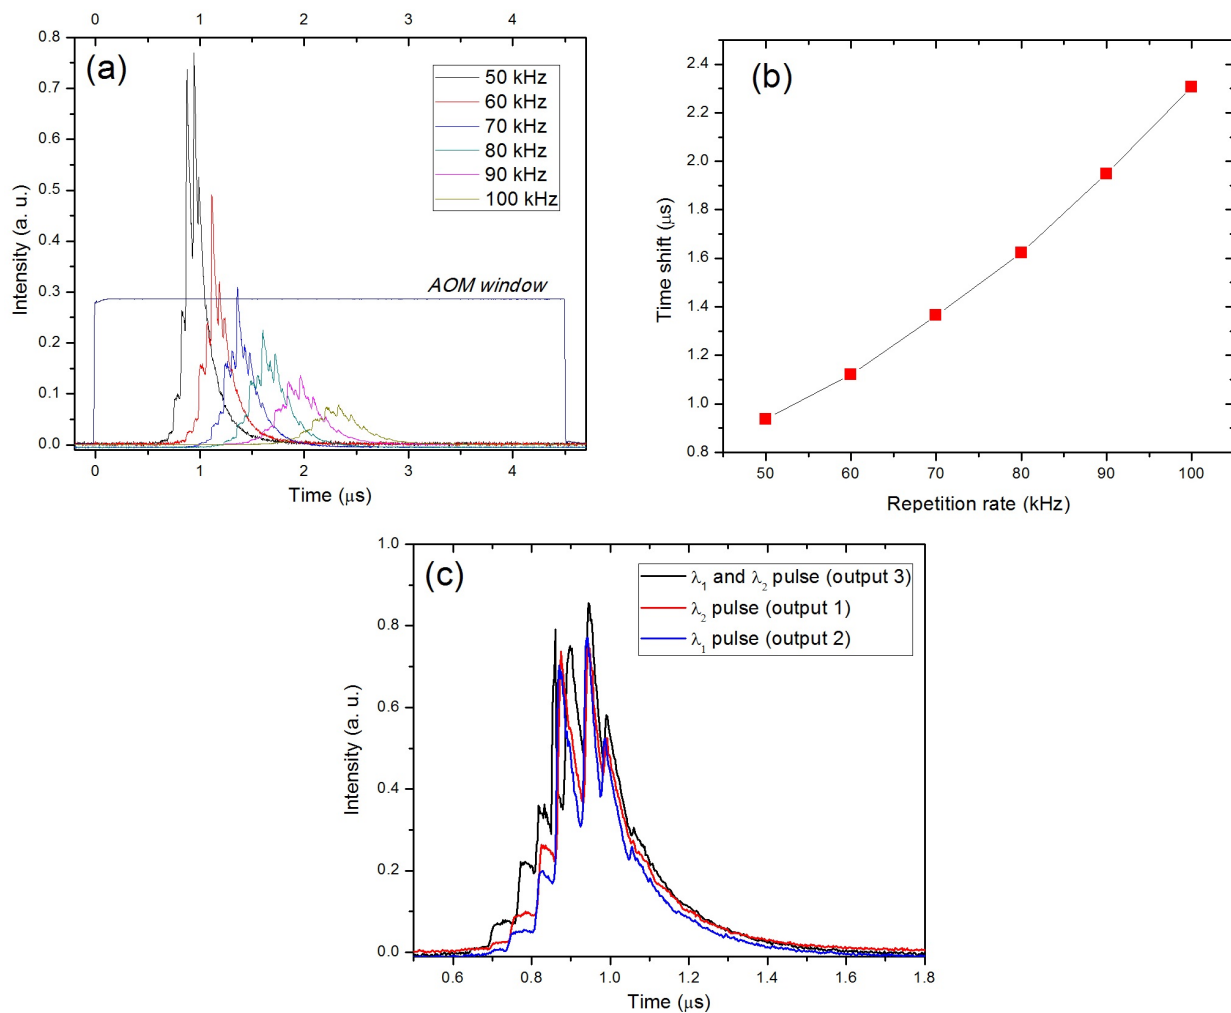 0 1 2 3 4
(a)
0.8
0.7
0.6
0.5
0.4
0.3
0.2
0.1
0.0
Intensity (a. u.)
50 kHz
60 kHz
70 kHz
80 kHz
90 kHz
100 kHz
AOM window
0 1 2 3 4
Time (μs)
(b)
2.4
2.2
2.0
1.8
1.6
1.4
1.2
1.0
0.8
Time shift (μs)
50 60 70 80 90 100
Repetition rate (kHz)
(c)
1.0
0.8
0.6
0.4
0.2
0.0
Intensity (a. u.)
λ₁ and λ₂ pulse (output 3)
λ₂ pulse (output 1)
λ₁ pulse (output 2)
0.6 0.8 1.0 1.2 1.4 1.6 1.8
Time (μs)